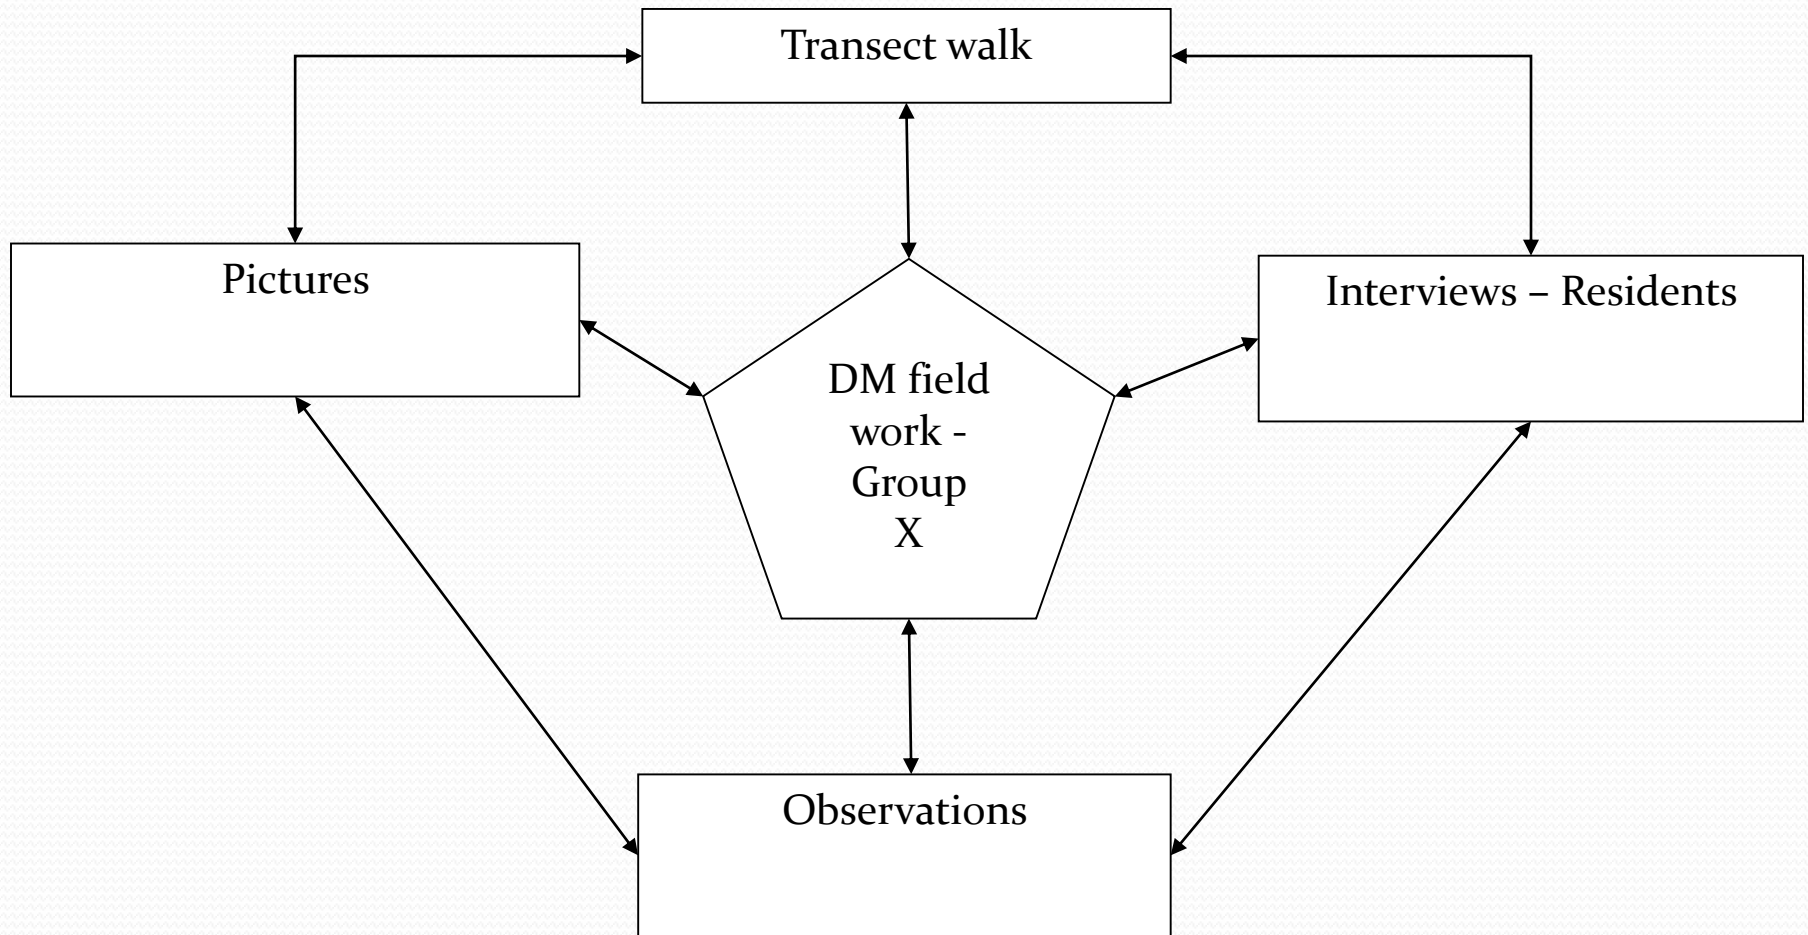 Transect walk
Pictures
Interviews – Residents
DM field
work -
Group
X
Observations